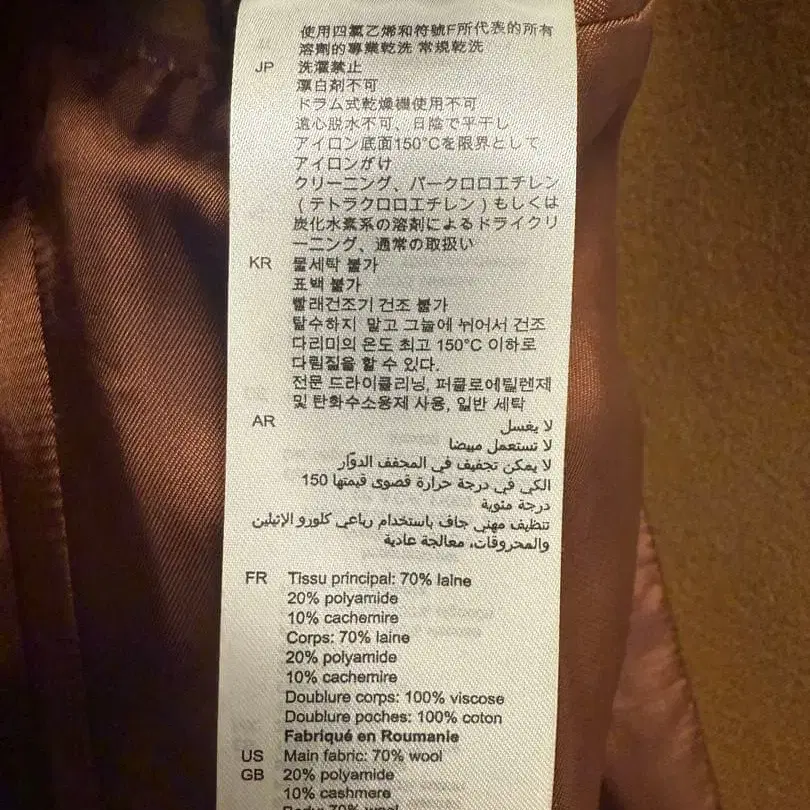 使用四氯乙烯和符號F所代表的所有
溶劑的專業乾洗 常規乾洗
JP 洗濯禁止
漂白剤不可
ドラム式乾燥機使用不可
遠心脱水不可、日陰で平干し
アイロン底面150°Cを限界として
アイロンがけ
クリーニング、パークロロエチレン
(テトラクロロエチレン)もしくは
炭化水素系の溶剤によるドライクリ
ーニング、通常の取扱い
KR 물세탁 불가
표백 불가
빨래건조기 건조 불가
탈수하지 말고 그늘에 뉘어서 건조
다리미의 온도 최고 150°C 이하로
다림질을 할 수 있다.
전문 드라이클리닝, 퍼클로에틸렌제
및 탄화수소용제 사용, 일반 세탁
AR لا يغسل
لا تستعمل مبيضا
لا يمكن تجفيف في المجفف الدوّار
الكي في درجة حرارة قصوى قيمتها 150
درجة مئوية
تنظيف مهني جاف باستخدام رباعي كلورو الإثيلين
والمحروقات، معالجة عادية
FR Tissu principal: 70% laine
20% polyamide
10% cachemire
Corps: 70% laine
20% polyamide
10% cachemire
Doublure corps: 100% viscose
Doublure poches: 100% coton
Fabriqué en Roumanie
US Main fabric: 70% wool
GB 20% polyamide
10% cashmere
Body: 70% wool